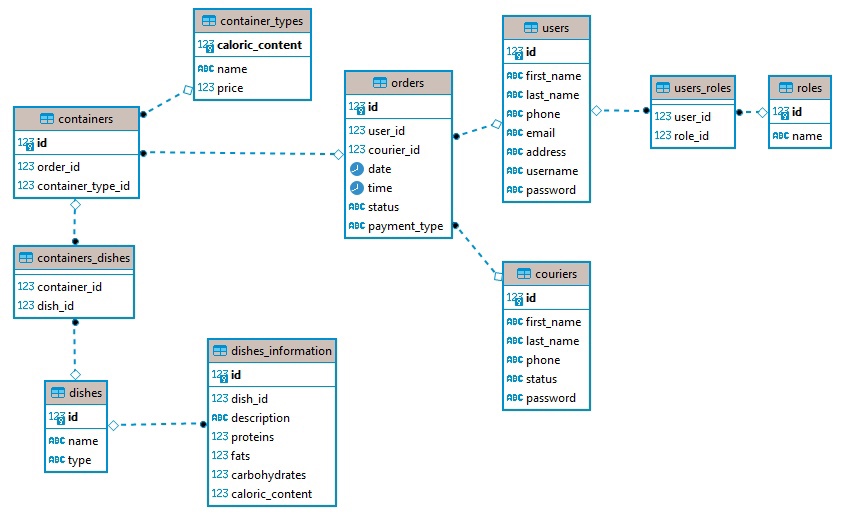 container_types
123 caloric_content
ABC name
123 price
containers
123 id
123 order_id
123 container_type_id
containers_dishes
123 container_id
123 dish_id
dishes
123 id
ABC name
ABC type
dishes_information
123 id
123 dish_id
ABC description
123 proteins
123 fats
123 carbohydrates
123 caloric_content
orders
123 id
123 user_id
123 courier_id
date
time
ABC status
ABC payment_type
users
123 id
ABC first_name
ABC last_name
ABC phone
ABC email
ABC address
ABC username
ABC password
users_roles
123 user_id
123 role_id
roles
123 id
ABC name
couriers
123 id
ABC first_name
ABC last_name
ABC phone
ABC status
ABC password